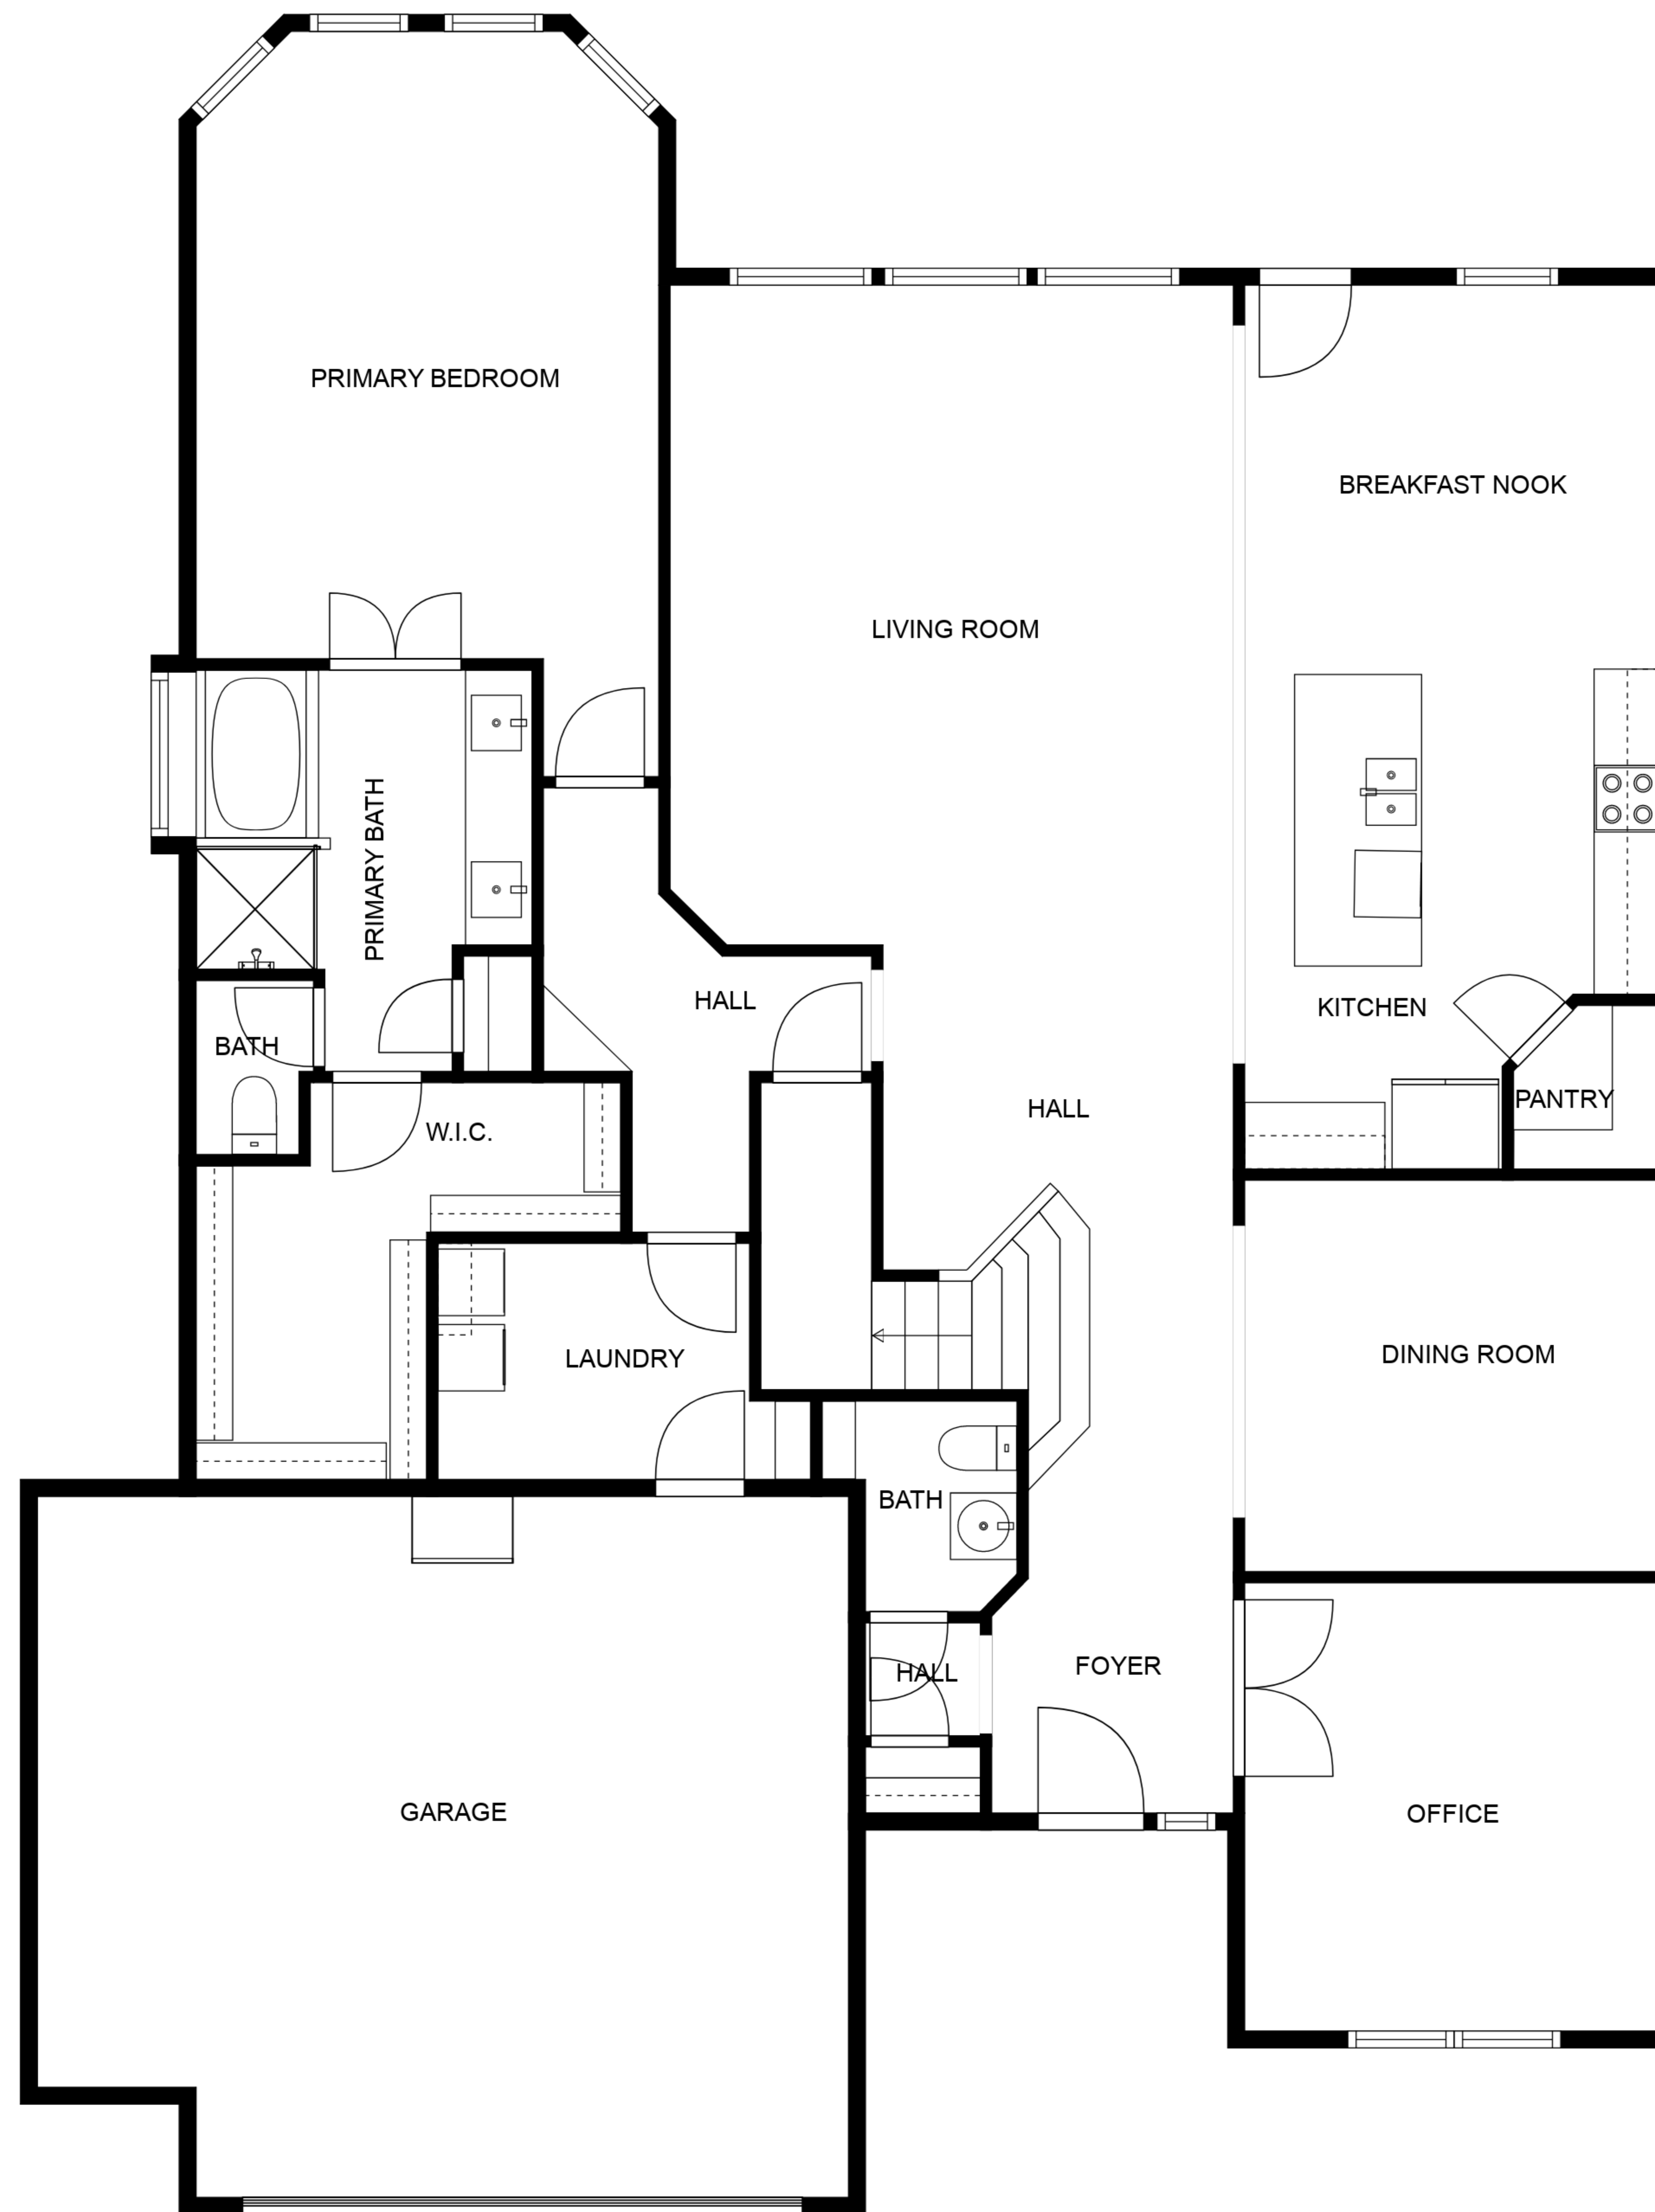 PRIMARY BEDROOM
BREAKFAST NOOK
LIVING ROOM
PRIMARY BATH
HALL
KITCHEN
BATH
PANTRY
HALL
W.I.C.
DINING ROOM
LAUNDRY
BATH
FOYER
HALL
GARAGE
OFFICE